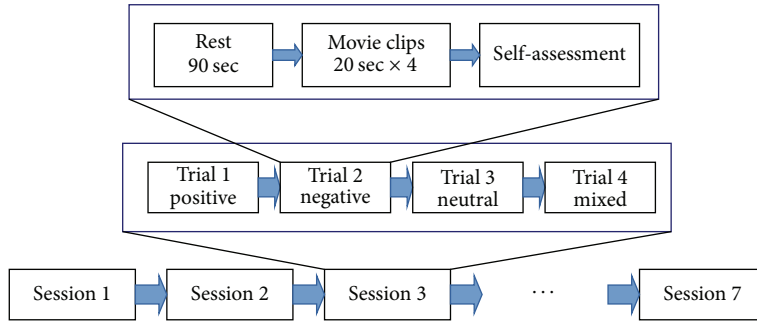 Rest
90 sec
Movie clips
20 sec × 4
Self-assessment
Trial 1
positive
Trial 2
negative
Trial 3
neutral
Trial 4
mixed
Session 1
Session 2
Session 3
⋯
Session 7